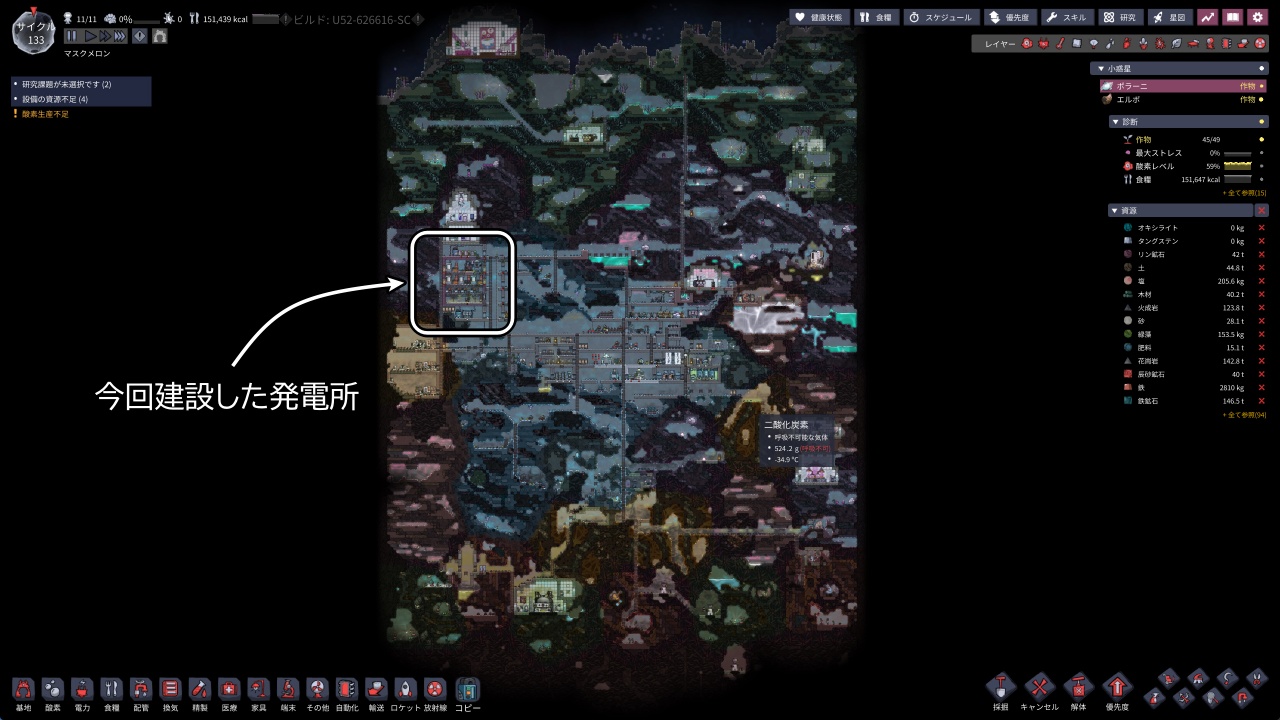 サイクル
133
11/11
0%
0
151,439 kcal
ビルド: U52-626616-SC
マスクメロン
健康状態
食糧
スケジュール
優先度
スキル
研究
星図
レイヤー
研究課題が未選択です (2)
設備の資源不足 (4)
酸素生産不足
小惑星
ボラーニ 作物
エルボ 作物
診断
作物 45/49
最大ストレス 0%
酸素レベル 59%
食糧 151,647 kcal
+ 全て参照(15)
資源
オキシライト 0 kg
タングステン 0 kg
リン鉱石 42 t
土 44.8 t
塩 205.6 kg
木材 40.2 t
火成岩 123.8 t
砂 28.1 t
緑藻 153.5 kg
肥料 15.1 t
花崗岩 142.8 t
辰砂鉱石 40 t
鉄 2810 kg
鉄鉱石 146.5 t
+ 全て参照(94)
今回建設した発電所
二酸化炭素
呼吸不可能な気体
524.2 g(呼吸不可)
-34.9 °C
基地
酸素
電力
食糧
配管
換気
精製
医療
家具
端末
その他
自動化
輸送
ロケット
放射線
コピー
採掘
キャンセル
解体
優先度